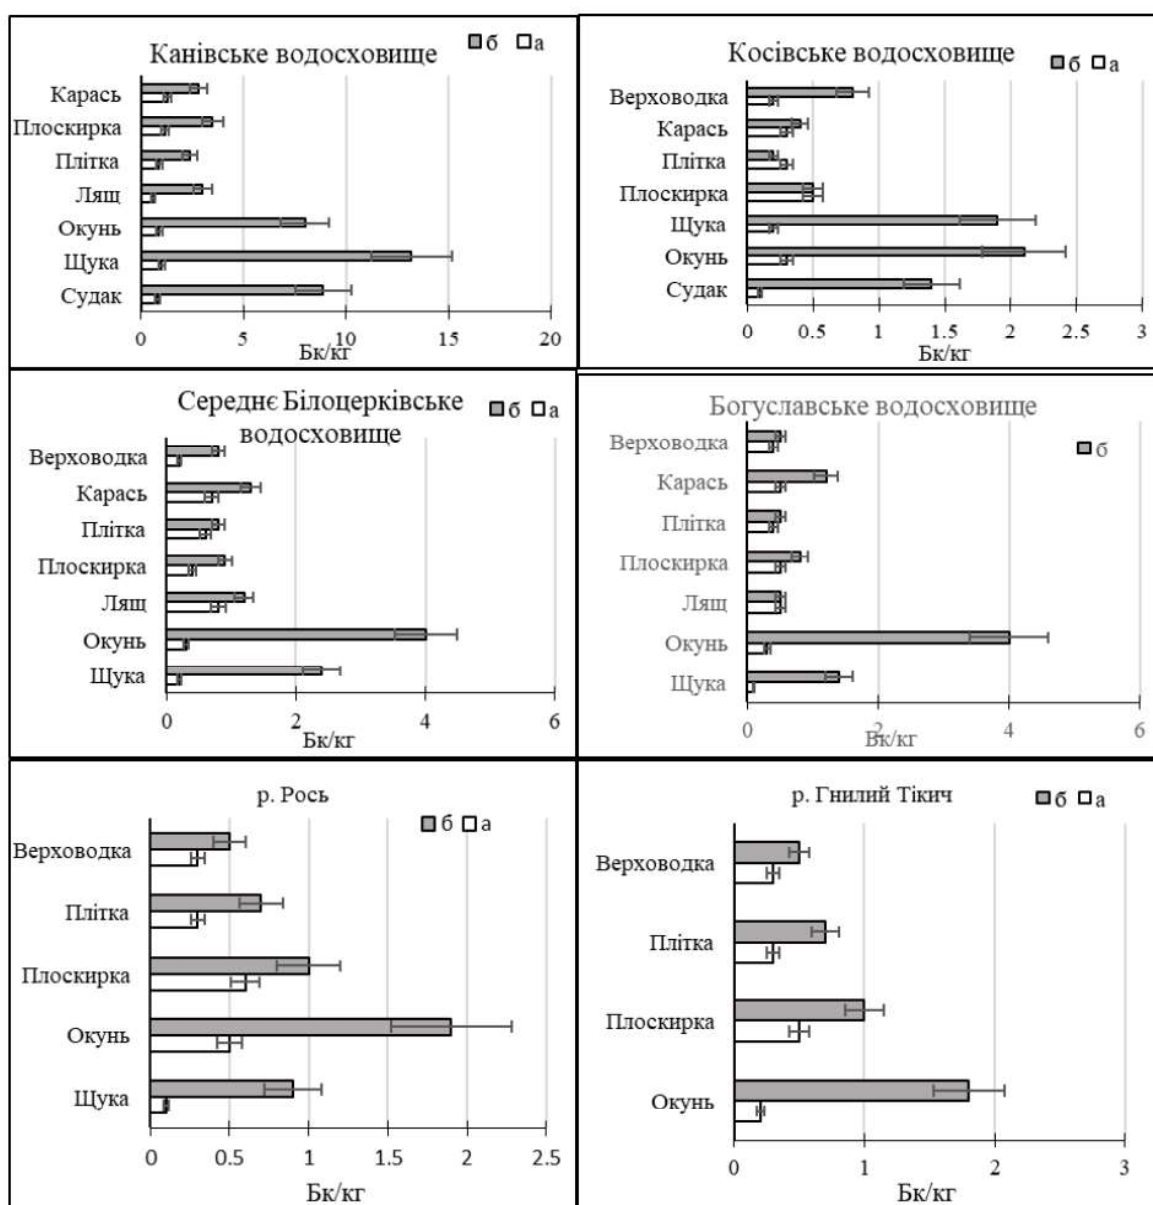 Канівське водосховище
б а
Карась
Плоскирка
Плітка
Лящ
Окунь
Щука
Судак
0 5 10 15 20
Бк/кг
Косівське водосховище
б а
Верховодка
Карась
Плітка
Плоскирка
Щука
Окунь
Судак
0 0.5 1 1.5 2 2.5 3
Бк/кг
Середнє Білоцерківське
водосховище
б а
Верховодка
Карась
Плітка
Плоскирка
Лящ
Окунь
Щука
0 2 4 6
Бк/кг
Богуславське водосховище
б
Верховодка
Карась
Плітка
Плоскирка
Лящ
Окунь
Щука
0 2 4 6
Бк/кг
р. Рось
б а
Верховодка
Плітка
Плоскирка
Окунь
Щука
0 0.5 1 1.5 2 2.5
Бк/кг
р. Гнилий Тікич
б а
Верховодка
Плітка
Плоскирка
Окунь
0 1 2 3
Бк/кг